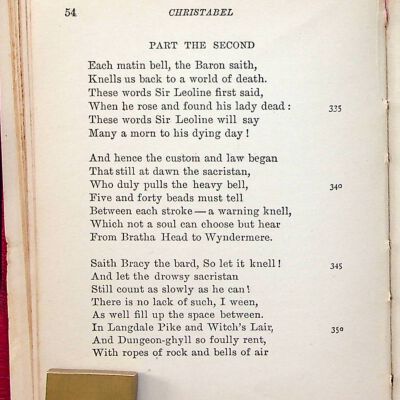 54 CHRISTABEL
PART THE SECOND
Each matin bell, the Baron saith,
Knells us back to a world of death.
These words Sir Leoline first said,
When he rose and found his lady dead: 335
These words Sir Leoline will say
Many a morn to his dying day!
And hence the custom and law began
That still at dawn the sacristan,
Who duly pulls the heavy bell, 340
Five and forty beads must tell
Between each stroke—a warning knell,
Which not a soul can choose but hear
From Bratha Head to Wyndermere.
Saith Bracy the bard, So let it knell! 345
And let the drowsy sacristan
Still count as slowly as he can!
There is no lack of such, I ween,
As well fill up the space between.
In Langdale Pike and Witch's Lair, 350
And Dungeon-ghyll so foully rent,
With ropes of rock and bells of air